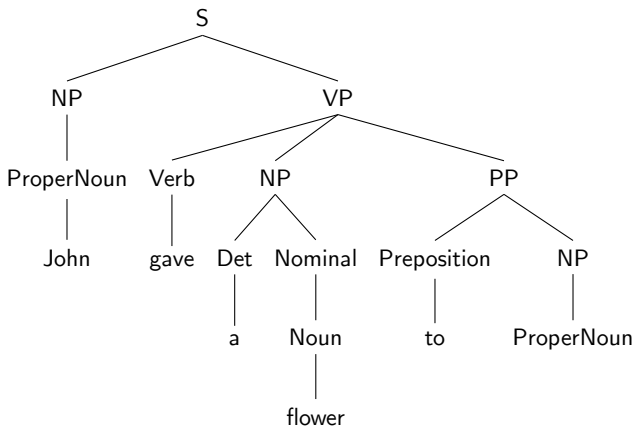 S
NP VP
ProperNoun Verb NP PP
John gave Det Nominal Preposition NP
a Noun to ProperNoun
flower